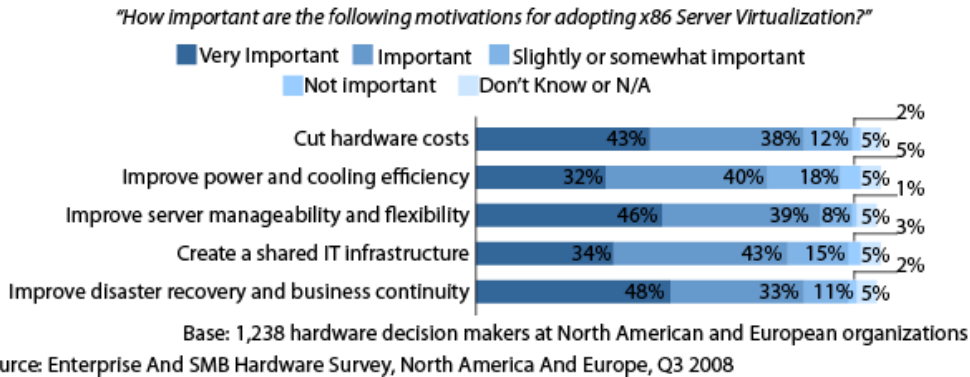 "How important are the following motivations for adopting x86 Server Virtualization?"
Very Important Important Slightly or somewhat important
Not important Don't Know or N/A
2%
Cut hardware costs 43% 38% 12% 5%
5%
Improve power and cooling efficiency 32% 40% 18% 5%
1%
Improve server manageability and flexibility 46% 39% 8% 5%
3%
Create a shared IT infrastructure 34% 43% 15% 5%
2%
Improve disaster recovery and business continuity 48% 33% 11% 5%
Base: 1,238 hardware decision makers at North American and European organizations
urce: Enterprise And SMB Hardware Survey, North America And Europe, Q3 2008